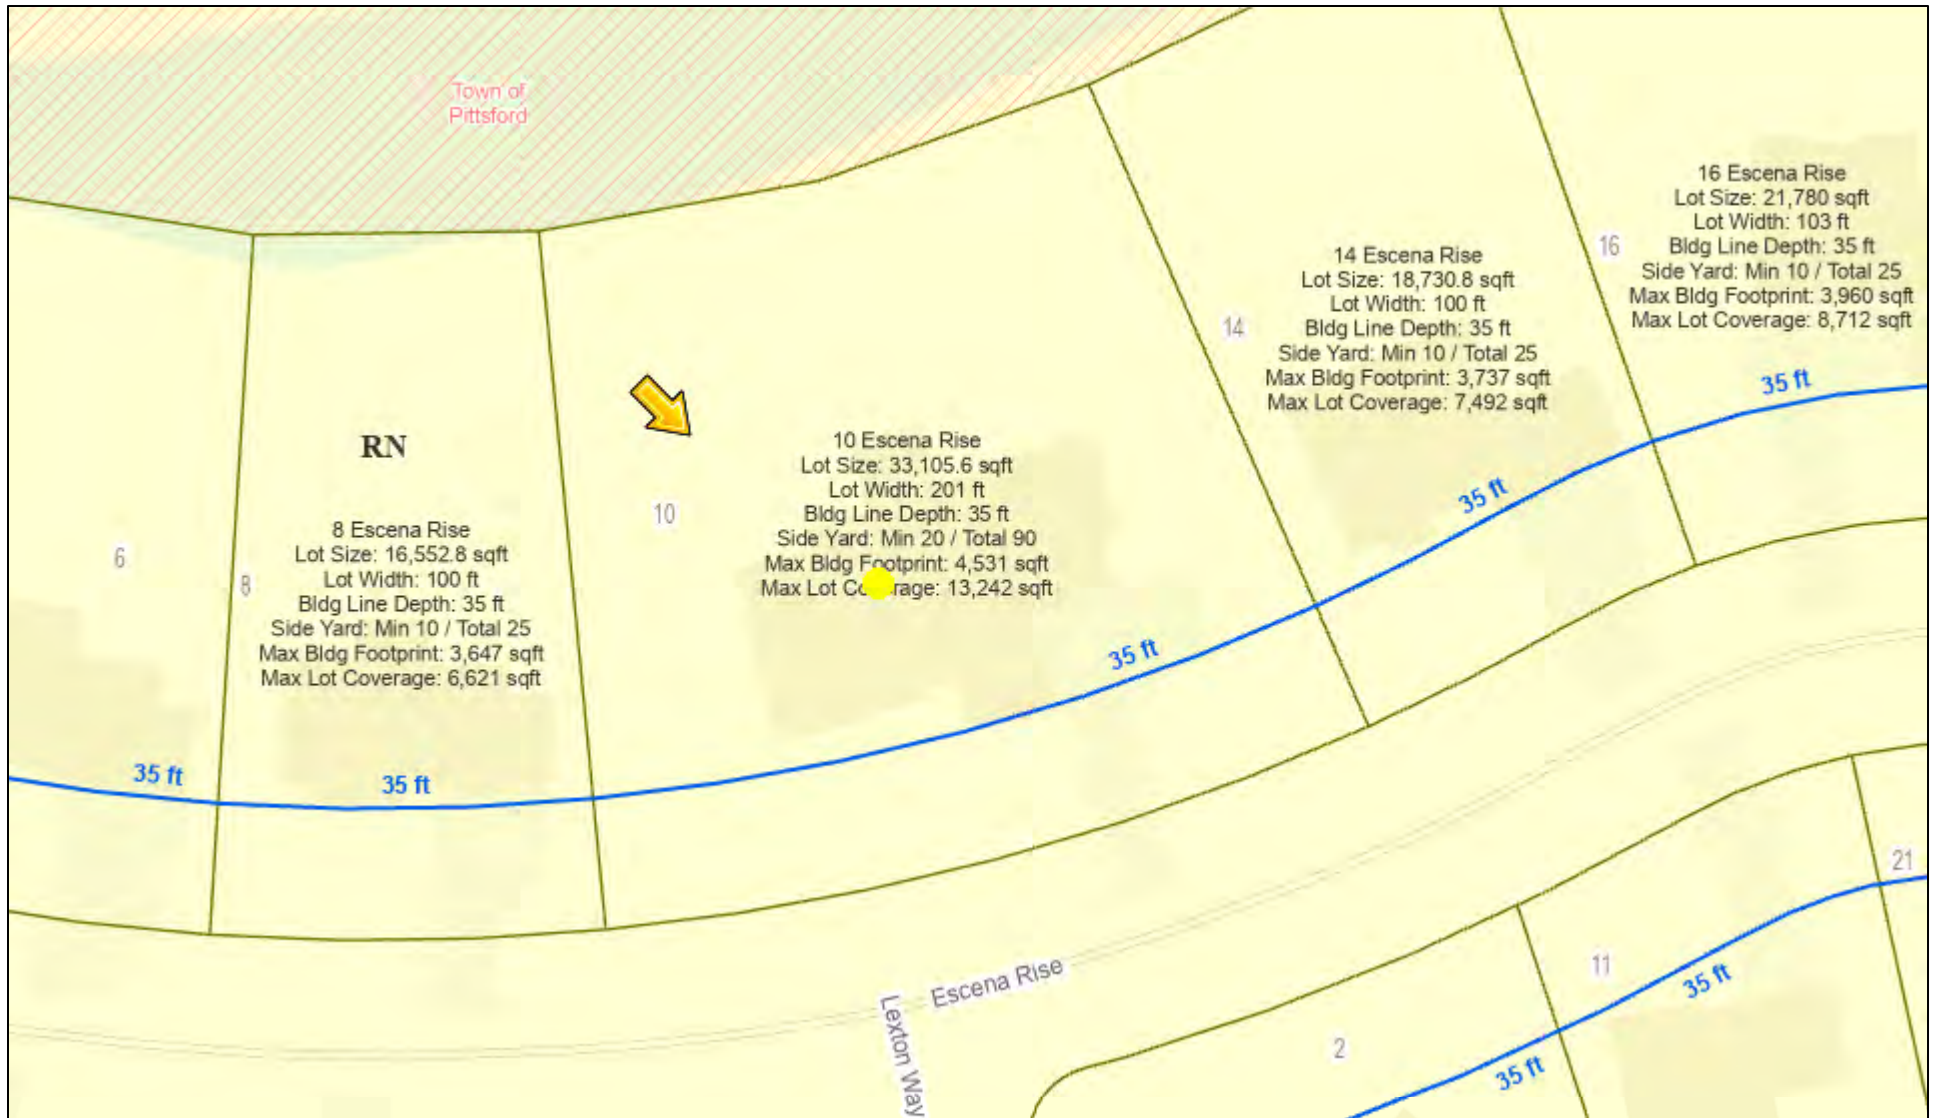 Town of
Pittsford
16 Escena Rise
Lot Size: 21,780 sqft
Lot Width: 103 ft
Bldg Line Depth: 35 ft
Side Yard: Min 10 / Total 25
Max Bldg Footprint: 3,960 sqft
Max Lot Coverage: 8,712 sqft
16
14 Escena Rise
Lot Size: 18,730.8 sqft
Lot Width: 100 ft
Bldg Line Depth: 35 ft
Side Yard: Min 10 / Total 25
Max Bldg Footprint: 3,737 sqft
Max Lot Coverage: 7,492 sqft
14
35 ft
35 ft
RN
10 Escena Rise
Lot Size: 33,105.6 sqft
Lot Width: 201 ft
Bldg Line Depth: 35 ft
Side Yard: Min 20 / Total 90
Max Bldg Footprint: 4,531 sqft
Max Lot Co rage: 13,242 sqft
10
8 Escena Rise
Lot Size: 16,552.8 sqft
Lot Width: 100 ft
Bldg Line Depth: 35 ft
Side Yard: Min 10 / Total 25
Max Bldg Footprint: 3,647 sqft
Max Lot Coverage: 6,621 sqft
6
8
35 ft
35 ft
35 ft
21
11
35 ft
Escena Rise
Lexton Way
2
35 ft